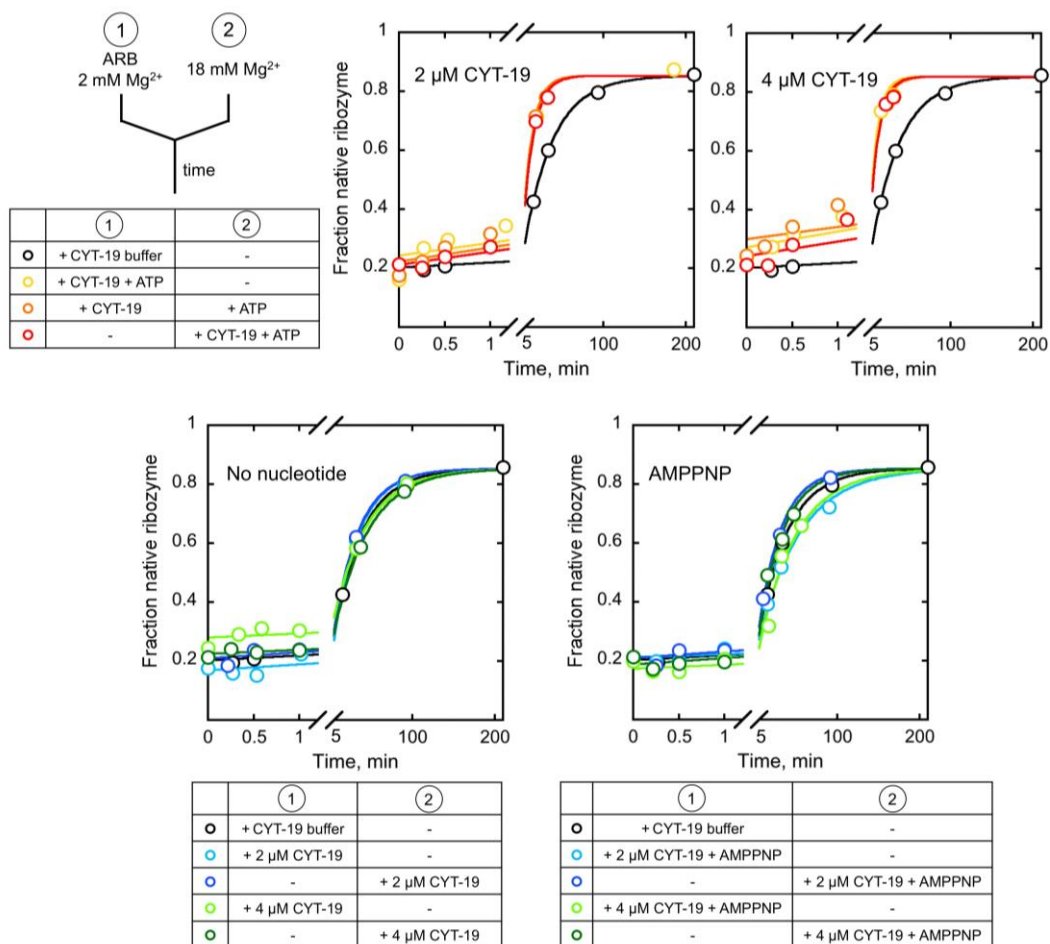 1 2
ARB
2 mM Mg²⁺ 18 mM Mg²⁺
time
1 2
+ CYT-19 buffer -
+ CYT-19 + ATP -
+ CYT-19 + ATP
- + CYT-19 + ATP
Fraction native ribozyme
1
0.8
0.6
0.4
0.2
2 µM CYT-19
0 0.5 1 5 100 200
Time, min
1
0.8
0.6
0.4
0.2
4 µM CYT-19
0 0.5 1 5 100 200
Time, min
Fraction native ribozyme
1
0.8
0.6
0.4
0.2
No nucleotide
0 0.5 1 5 100 200
Time, min
Fraction native ribozyme
1
0.8
0.6
0.4
0.2
AMPPNP
0 0.5 1 5 100 200
Time, min
1 2
+ CYT-19 buffer -
+ 2 µM CYT-19 -
- + 2 µM CYT-19
+ 4 µM CYT-19 -
- + 4 µM CYT-19
1 2
+ CYT-19 buffer -
+ 2 µM CYT-19 + AMPPNP -
- + 2 µM CYT-19 + AMPPNP
+ 4 µM CYT-19 + AMPPNP -
- + 4 µM CYT-19 + AMPPNP